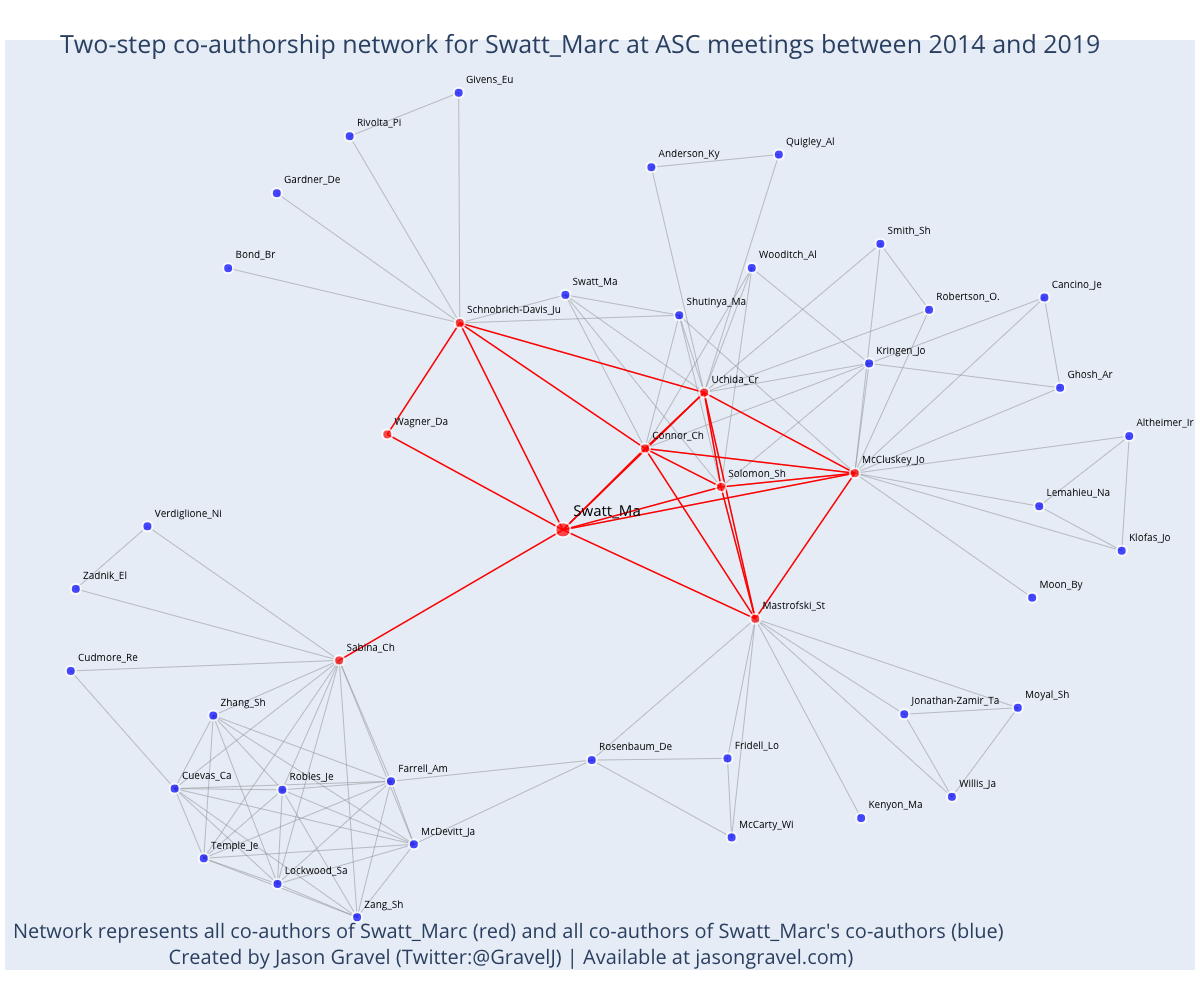 Two-step co-authorship network for Swatt_Marc at ASC meetings between 2014 and 2019
Givens_Eu
Rivolta_Pi
Quigley_Al
Anderson_Ky
Gardner_De
Smith_Sh
Bond_Br
Wooditch_Al
Swatt_Ma
Cancino_Je
Robertson_O.
Shutinya_Ma
Schnobrich-Davis_Ju
Kringen_Jo
Ghosh_Ar
Uchida_Cr
Wagner_Da
Altheimer_Ir
Connor_Ch
McCluskey_Jo
Solomon_Sh
Lemahieu_Na
Swatt_Ma
Verdiglione_Ni
Klofas_Jo
Zadnik_El
Moon_By
Mastrofski_St
Sabina_Ch
Cudmore_Re
Moyal_Sh
Jonathan-Zamir_Ta
Zhang_Sh
Fridell_Lo
Rosenbaum_De
Farrell_Am
Cuevas_Ca
Robles_Je
Willis_Ja
Kenyon_Ma
McCarty_Wi
McDevitt_Ja
Temple_Je
Lockwood_Sa
Zang_Sh
Network represents all co-authors of Swatt_Marc (red) and all co-authors of Swatt_Marc's co-authors (blue)
Created by Jason Gravel (Twitter:@GravelJ) | Available at jasongravel.com)